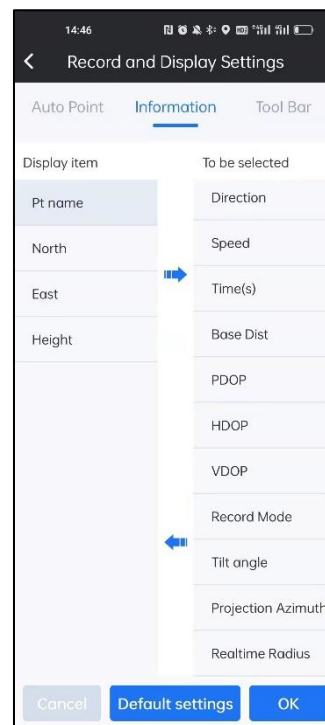 14:46
Record and Display Settings
Auto Point Information Tool Bar
Display item To be selected
Pt name Direction
North Speed
East Time(s)
Height Base Dist
PDOP
HDOP
VDOP
Record Mode
Tilt angle
Projection Azimuth
Realtime Radius
Cancel Default settings OK